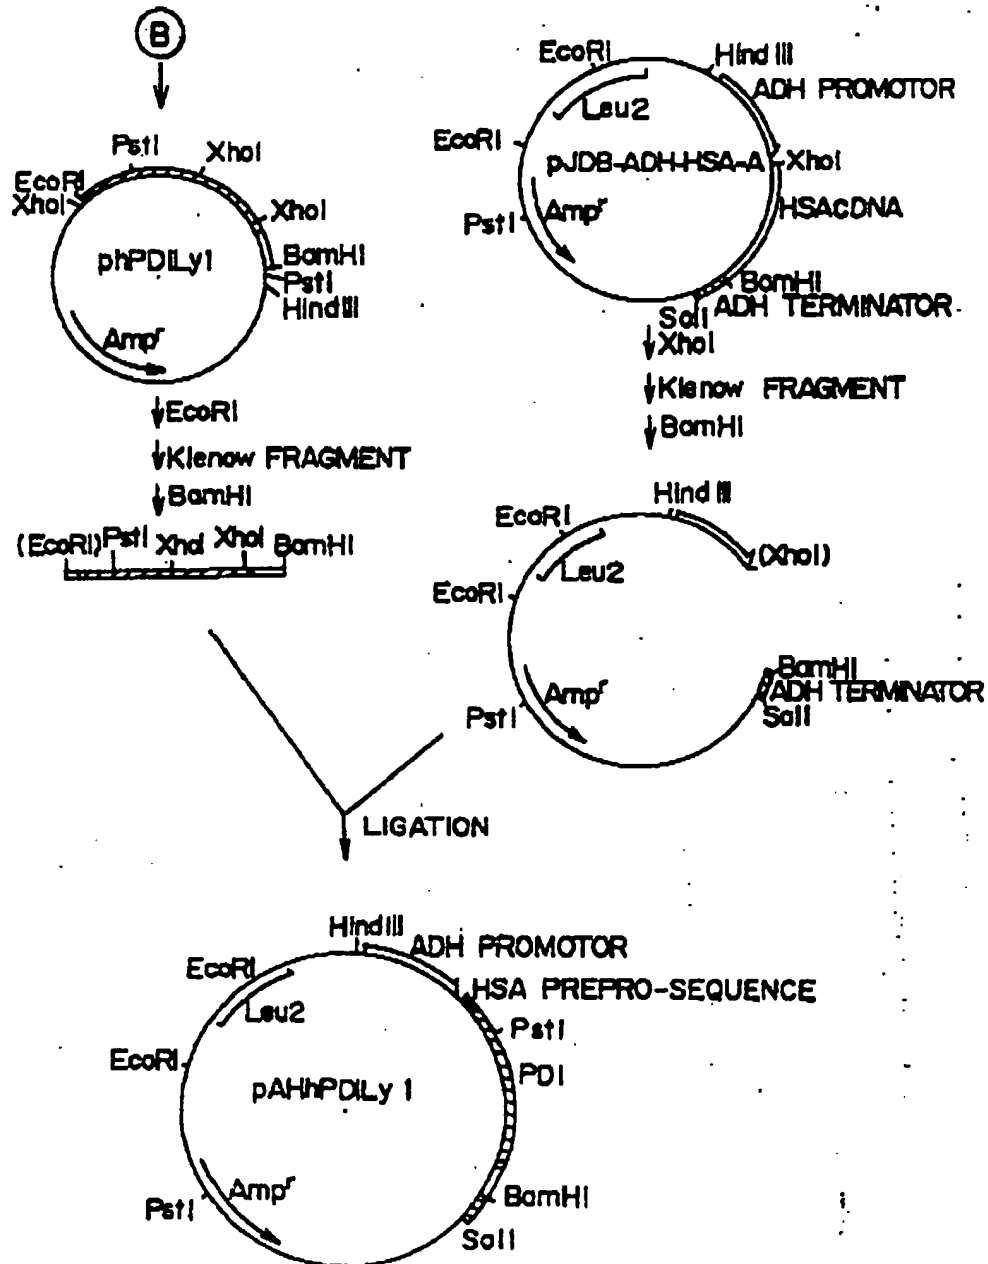 B
PstI
XhoI
EcoRI
XhoI
XhoI
phPDILy1
BamHI
PstI
HindIII
Ampr
EcoRI
Klenow FRAGMENT
BamHI
(EcoRI) PstI XhoI XhoI BamHI
EcoRI
HindIII
ADH PROMOTOR
Leu2
EcoRI
pJDB-ADH-HSA-A
XhoI
HSAcDNA
PstI
Ampr
BamHI
ADH TERMINATOR
SalI
XhoI
Klenow FRAGMENT
BamHI
HindIII
EcoRI
(XhoI)
Leu2
EcoRI
BamHI
ADH TERMINATOR
SalI
Ampr
PstI
LIGATION
HindIII
ADH PROMOTOR
EcoRI
HSA PREPRO-SEQUENCE
Leu2
PstI
EcoRI
PDI
pAHhPDILy1
Ampr
BamHI
PstI
SalI